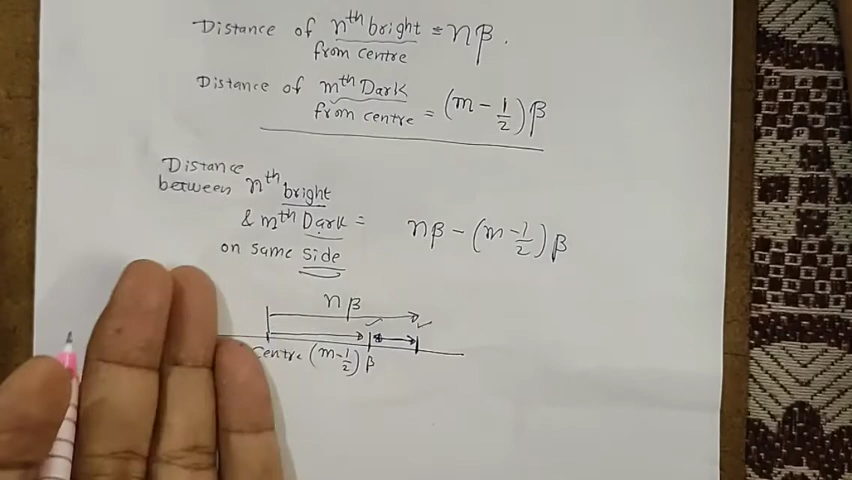 Distance of nth bright = nβ.
from centre
Distance of mth Dark
from centre = (m - 1/2)β
Distance
between nth bright
& mth Dark = nβ - (m - 1/2)β
on same side
nβ
Centre (m - 1/2)β